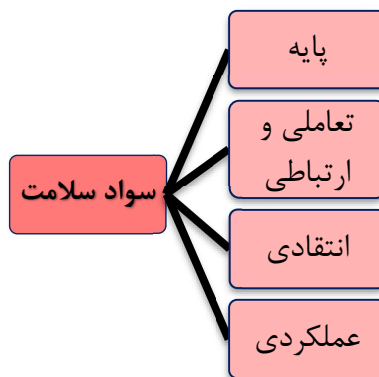 پایه
تعاملی و
ارتباطی
سواد سلامت
انتقادی
عملکردی